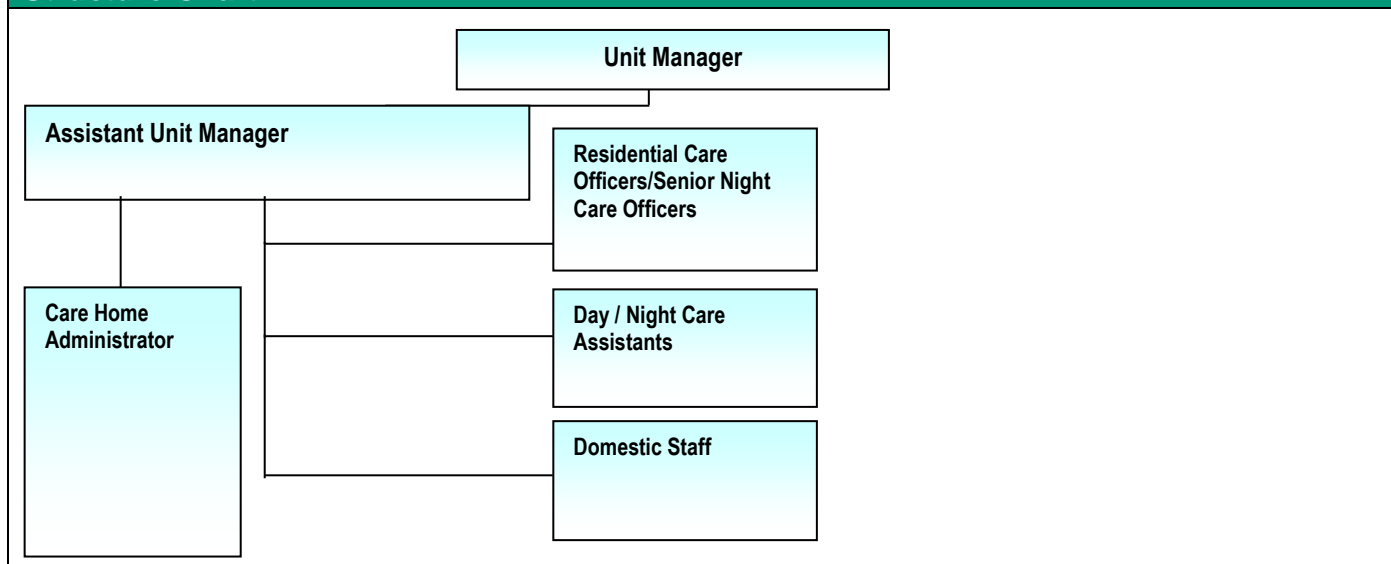 Unit Manager
Assistant Unit Manager
Residential Care
Officers/Senior Night
Care Officers
Care Home
Administrator
Day / Night Care
Assistants
Domestic Staff